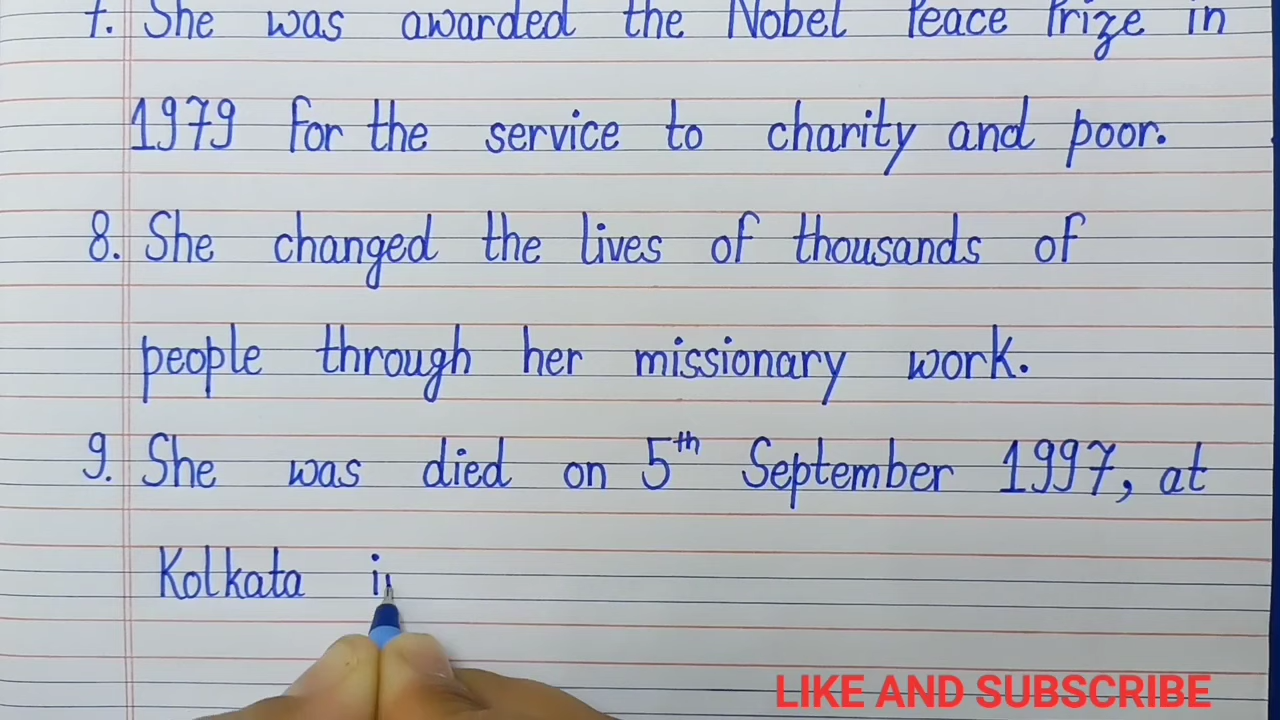 7. She was awarded the Nobel Peace Prize in
1979 for the service to charity and poor.
8. She changed the lives of thousands of
people through her missionary work.
9. She was died on 5th September 1997, at
Kolkata in
LIKE AND SUBSCRIBE